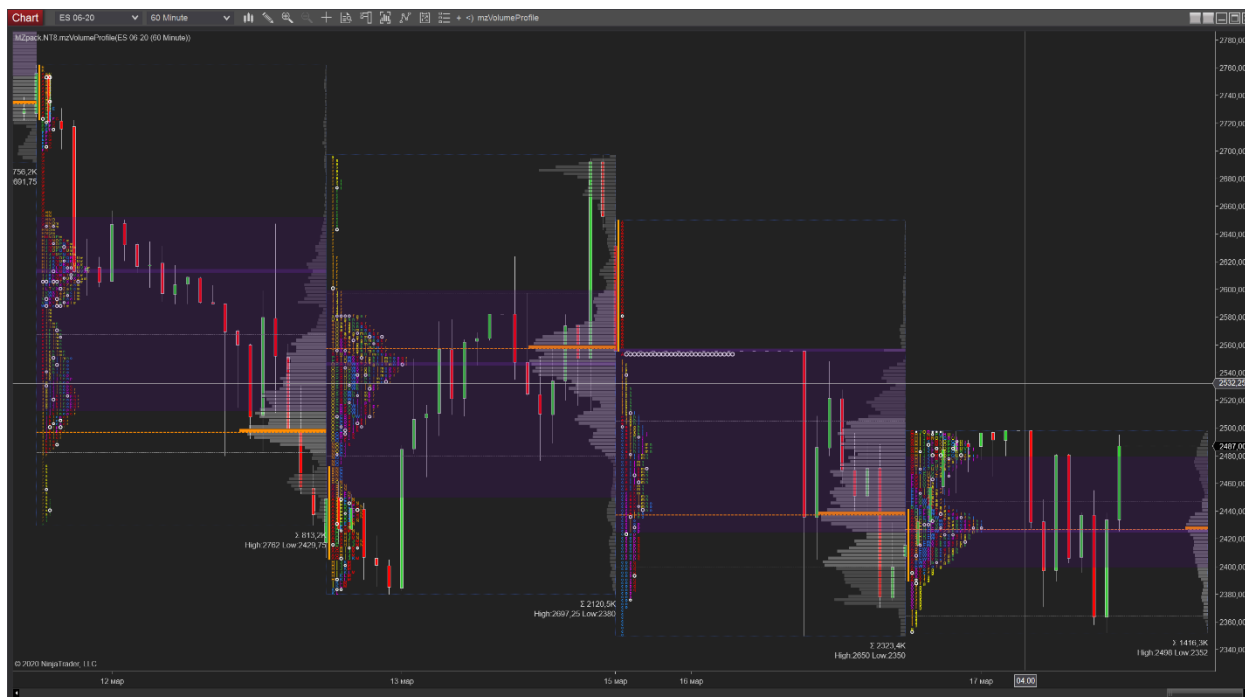 Chart ES 06-20 60 Minute mzVolumeProfile
MZpack.NT8.mzVolumeProfile(ES 06 20 (60 Minute))
2780,00
2760,00
2740,00
2720,00
2700,00
2680,00
2660,00
2640,00
2620,00
2600,00
2580,00
2560,00
2540,00
2532,25
2520,00
2500,00
2487,00
2480,00
2460,00
2440,00
2420,00
2400,00
2380,00
2360,00
2340,00
756,2K
691,75
Σ 813,2K
High:2762 Low:2429,75
Σ 2120,5K
High:2697,25 Low:2380
Σ 2323,4K
High:2650 Low:2350
Σ 1416,3K
High:2498 Low:2352
© 2020 NinjaTrader, LLC
12 мар 13 мар 15 мар 16 мар 17 мар 04:00